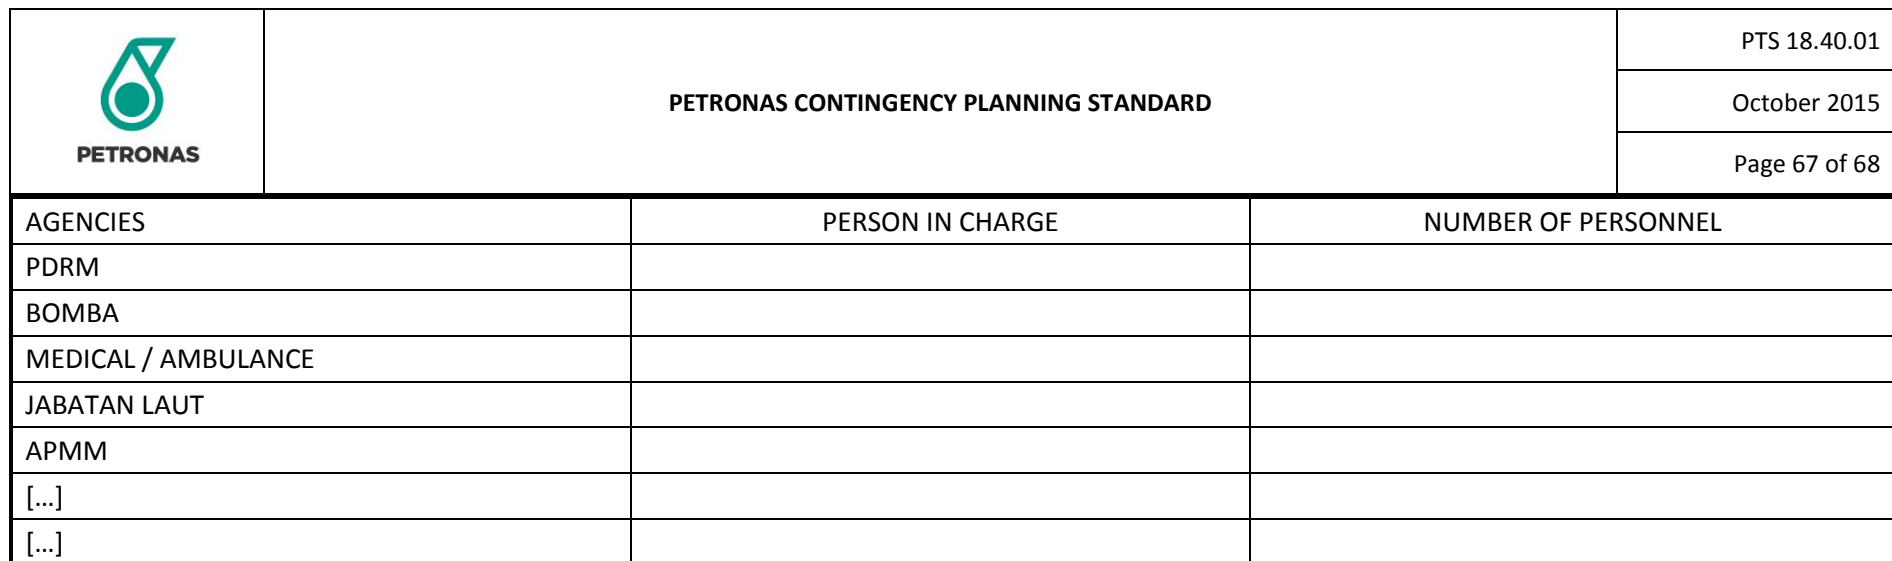 PETRONAS
PETRONAS CONTINGENCY PLANNING STANDARD
PTS 18.40.01
October 2015
Page 67 of 68
AGENCIES PERSON IN CHARGE NUMBER OF PERSONNEL
PDRM
BOMBA
MEDICAL / AMBULANCE
JABATAN LAUT
APMM
[…]
[…]